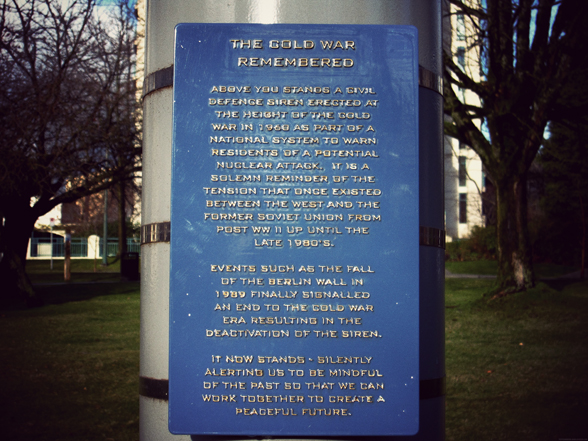 THE COLD WAR
REMEMBERED
ABOVE YOU STANDS A CIVIL
DEFENCE SIREN ERECTED AT
THE HEIGHT OF THE COLD
WAR IN 1960 AS PART OF A
NATIONAL SYSTEM TO WARN
RESIDENTS OF A POTENTIAL
NUCLEAR ATTACK. IT IS A
SOLEMN REMINDER OF THE
TENSION THAT ONCE EXISTED
BETWEEN THE WEST AND THE
FORMER SOVIET UNION FROM
POST WW II UP UNTIL THE
LATE 1980'S.
EVENTS SUCH AS THE FALL
OF THE BERLIN WALL IN
1989 FINALLY SIGNALLED
AN END TO THE COLD WAR
ERA RESULTING IN THE
DEACTIVATION OF THE SIREN.
IT NOW STANDS - SILENTLY
ALERTING US TO BE MINDFUL
OF THE PAST SO THAT WE CAN
WORK TOGETHER TO CREATE A
PEACEFUL FUTURE.